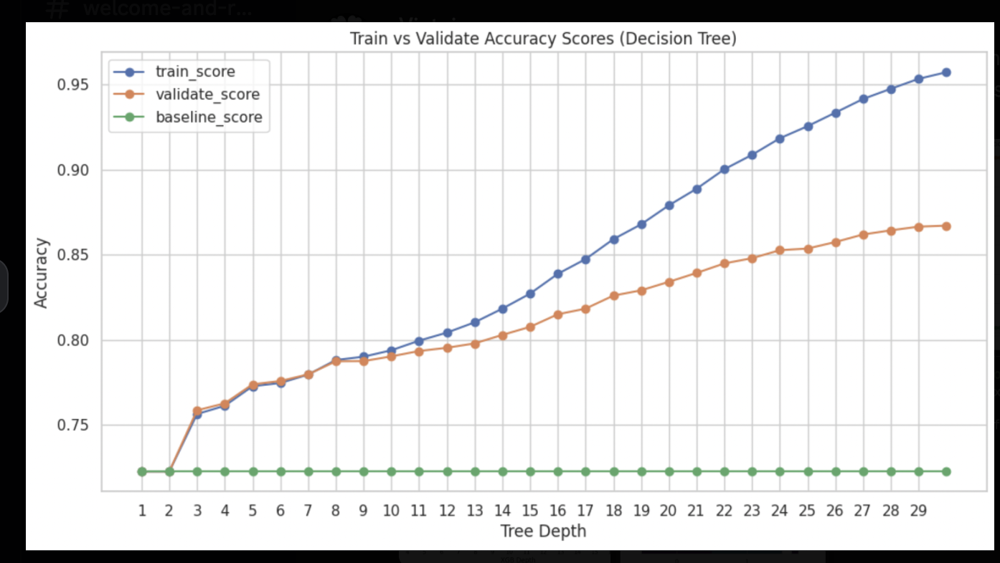 # welcome-and-r...
Train vs Validate Accuracy Scores (Decision Tree)
train_score
validate_score
baseline_score
0.95
0.90
0.85
0.80
0.75
Accuracy
1 2 3 4 5 6 7 8 9 10 11 12 13 14 15 16 17 18 19 20 21 22 23 24 25 26 27 28 29
Tree Depth